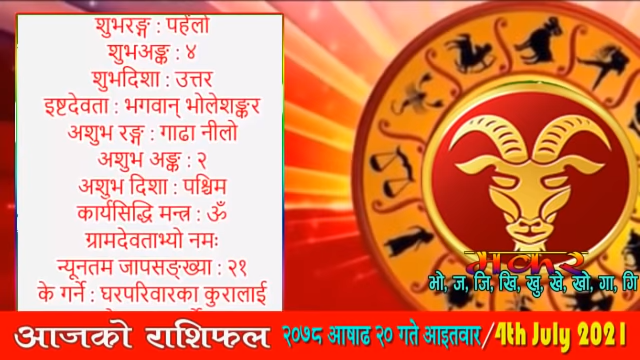 शुभरङ्ग : पहेंलो
शुभअङ्क : ४
शुभदिशा : उत्तर
इष्टदेवता : भगवान् भोलेशङ्कर
अशुभ रङ्ग : गाढा नीलो
अशुभ अङ्क : २
अशुभ दिशा : पश्चिम
कार्यसिद्धि मन्त्र : ॐ
ग्रामदेवताभ्यो नमः
न्यूनतम जापसङ्ख्या : २१
के गर्ने : घरपरिवारका कुरालाई
मकर
भो, ज, जि, खि, खु, खे, खो, गा, गि
आजको राशिफल २०७८ आषाढ २० गते आइतवार/4th July 2021